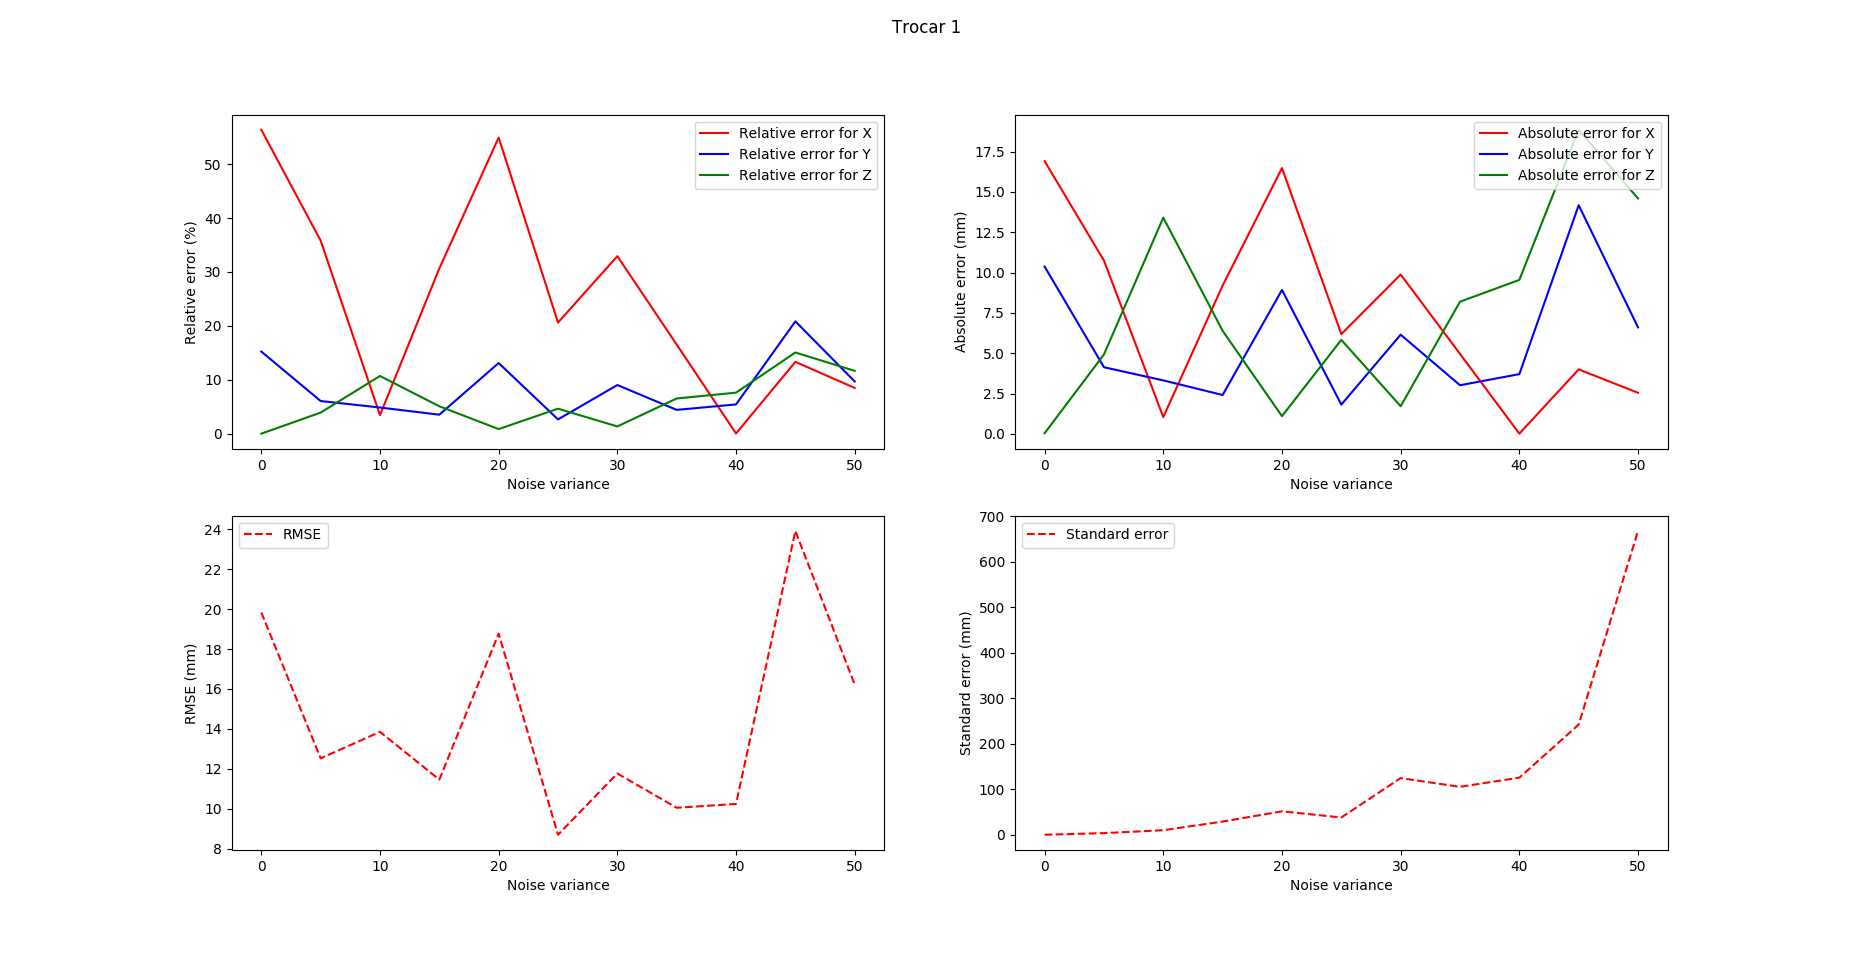 Trocar 1
Relative error (%)
50
40
30
20
10
0
Relative error for X
Relative error for Y
Relative error for Z
0 10 20 30 40 50
Noise variance
Absolute error (mm)
17.5
15.0
12.5
10.0
7.5
5.0
2.5
0.0
Absolute error for X
Absolute error for Y
Absolute error for Z
0 10 20 30 40 50
Noise variance
RMSE (mm)
24
22
20
18
16
14
12
10
8
RMSE
0 10 20 30 40 50
Noise variance
Standard error (mm)
700
600
500
400
300
200
100
0
Standard error
0 10 20 30 40 50
Noise variance